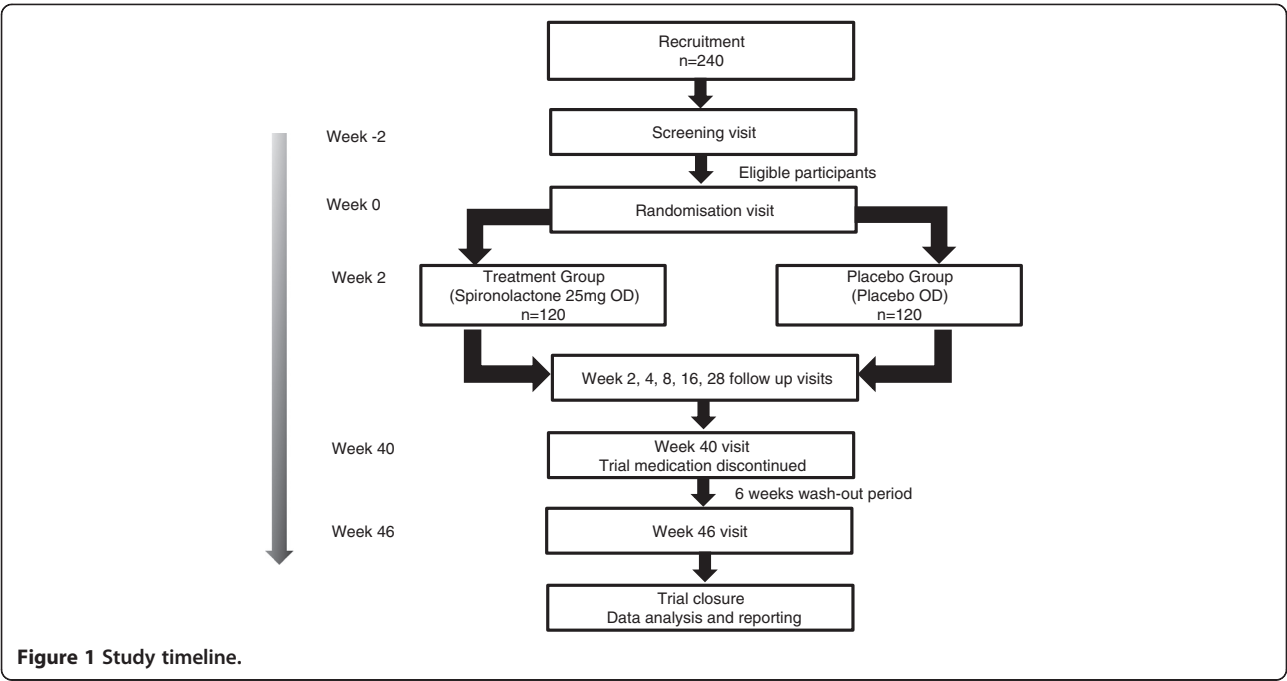 Recruitment
n=240
Week -2
Screening visit
Eligible participants
Week 0
Randomisation visit
Week 2
Treatment Group
(Spironolactone 25mg OD)
n=120
Placebo Group
(Placebo OD)
n=120
Week 2, 4, 8, 16, 28 follow up visits
Week 40
Week 40 visit
Trial medication discontinued
6 weeks wash-out period
Week 46
Week 46 visit
Trial closure
Data analysis and reporting
Figure 1 Study timeline.